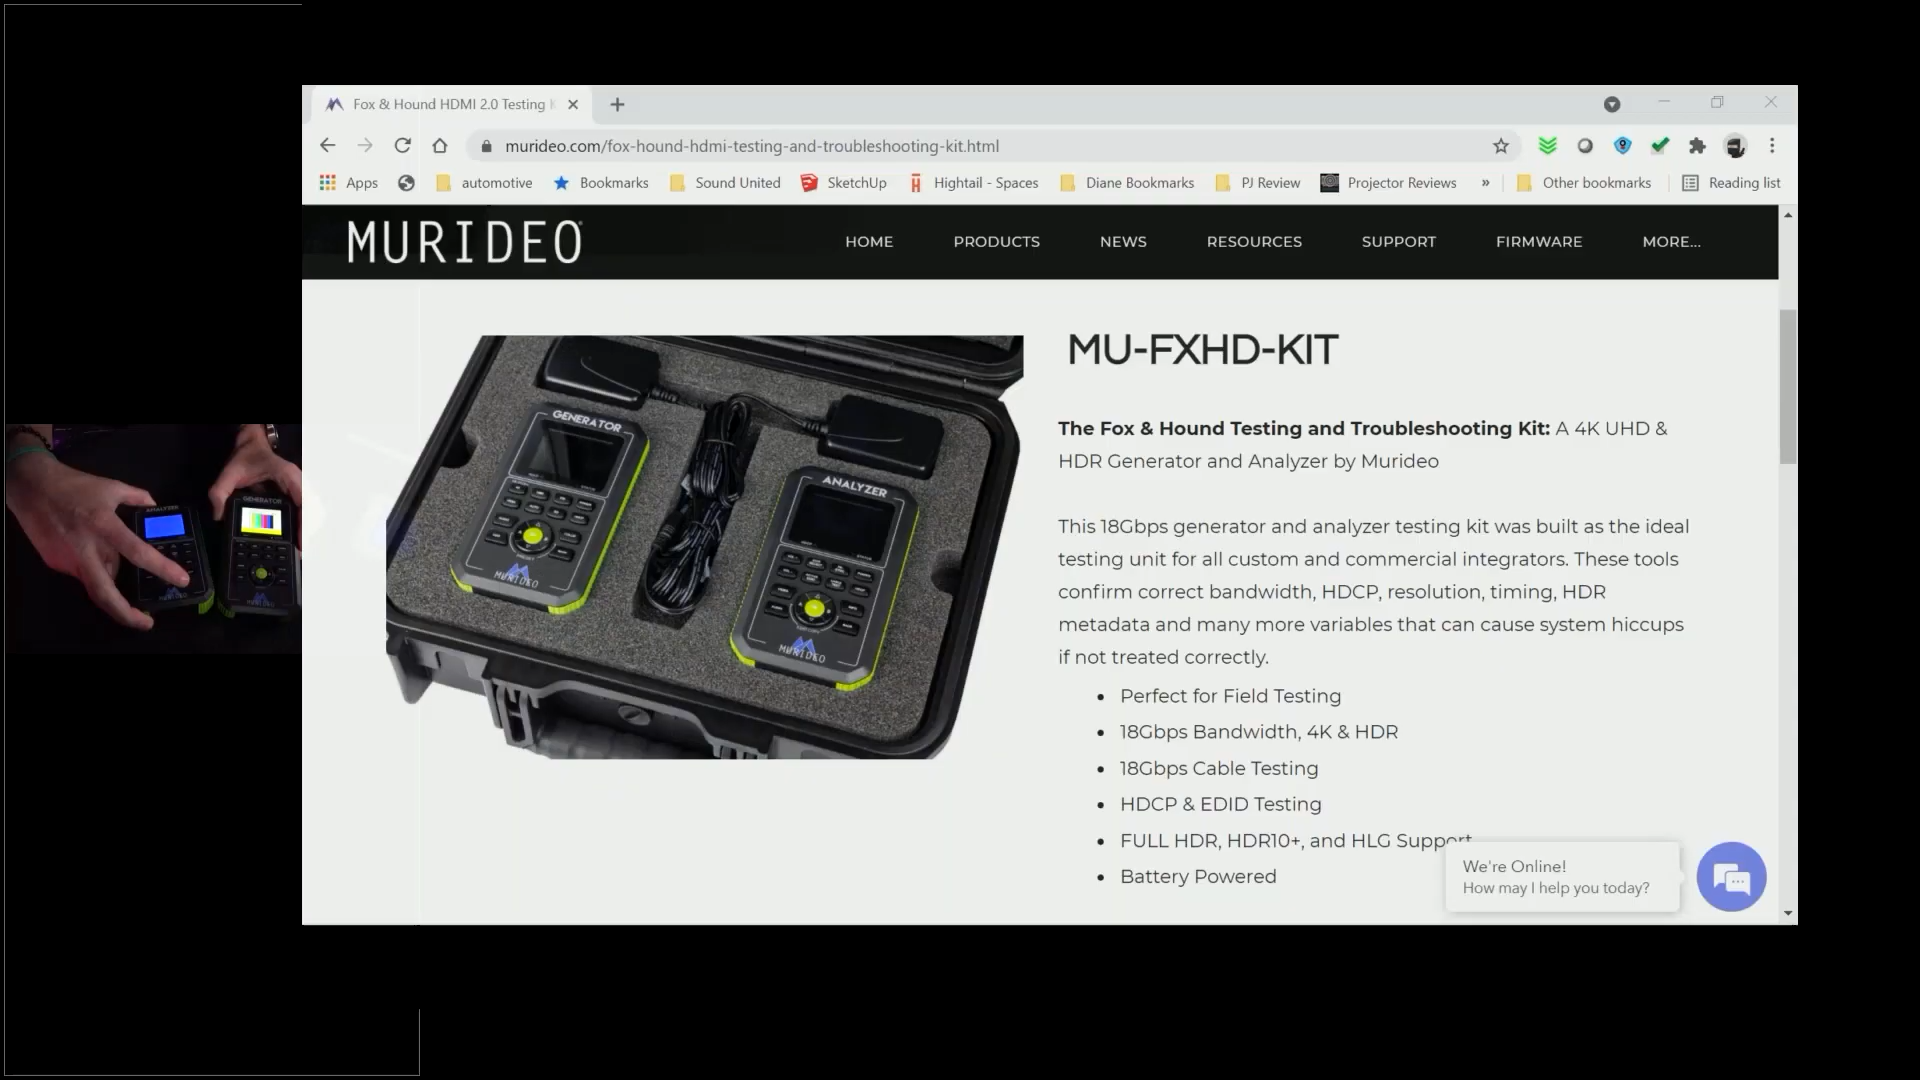 Fox & Hound HDMI 2.0 Testing
murideo.com/fox-hound-hdmi-testing-and-troubleshooting-kit.html
Apps automotive Bookmarks Sound United SketchUp Hightail - Spaces Diane Bookmarks PJ Review Projector Reviews » Other bookmarks Reading list
MURIDEO HOME PRODUCTS NEWS RESOURCES SUPPORT FIRMWARE MORE...
GENERATOR
ANALYZER
MURIDEO
MURIDEO
ANALYZER
GENERATOR
MU-FXHD-KIT
The Fox & Hound Testing and Troubleshooting Kit: A 4K UHD &
HDR Generator and Analyzer by Murideo
This 18Gbps generator and analyzer testing kit was built as the ideal
testing unit for all custom and commercial integrators. These tools
confirm correct bandwidth, HDCP, resolution, timing, HDR
metadata and many more variables that can cause system hiccups
if not treated correctly.
• Perfect for Field Testing
• 18Gbps Bandwidth, 4K & HDR
• 18Gbps Cable Testing
• HDCP & EDID Testing
• FULL HDR, HDR10+, and HLG Support
• Battery Powered
We're Online!
How may I help you today?